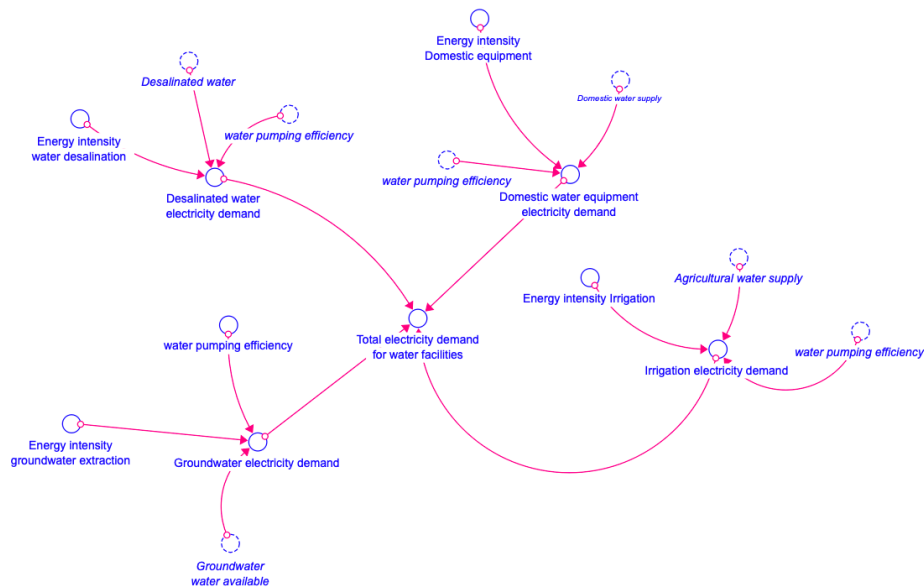 Energy intensity
Domestic equipment
Desalinated water
Domestic water supply
Energy intensity
water desalination
water pumping efficiency
water pumping efficiency
Desalinated water
electricity demand
Domestic water equipment
electricity demand
Agricultural water supply
Energy intensity Irrigation
water pumping efficiency
Total electricity demand
for water facilities
water pumping efficiency
Irrigation electricity demand
Energy intensity
groundwater extraction
Groundwater electricity demand
Groundwater
water available